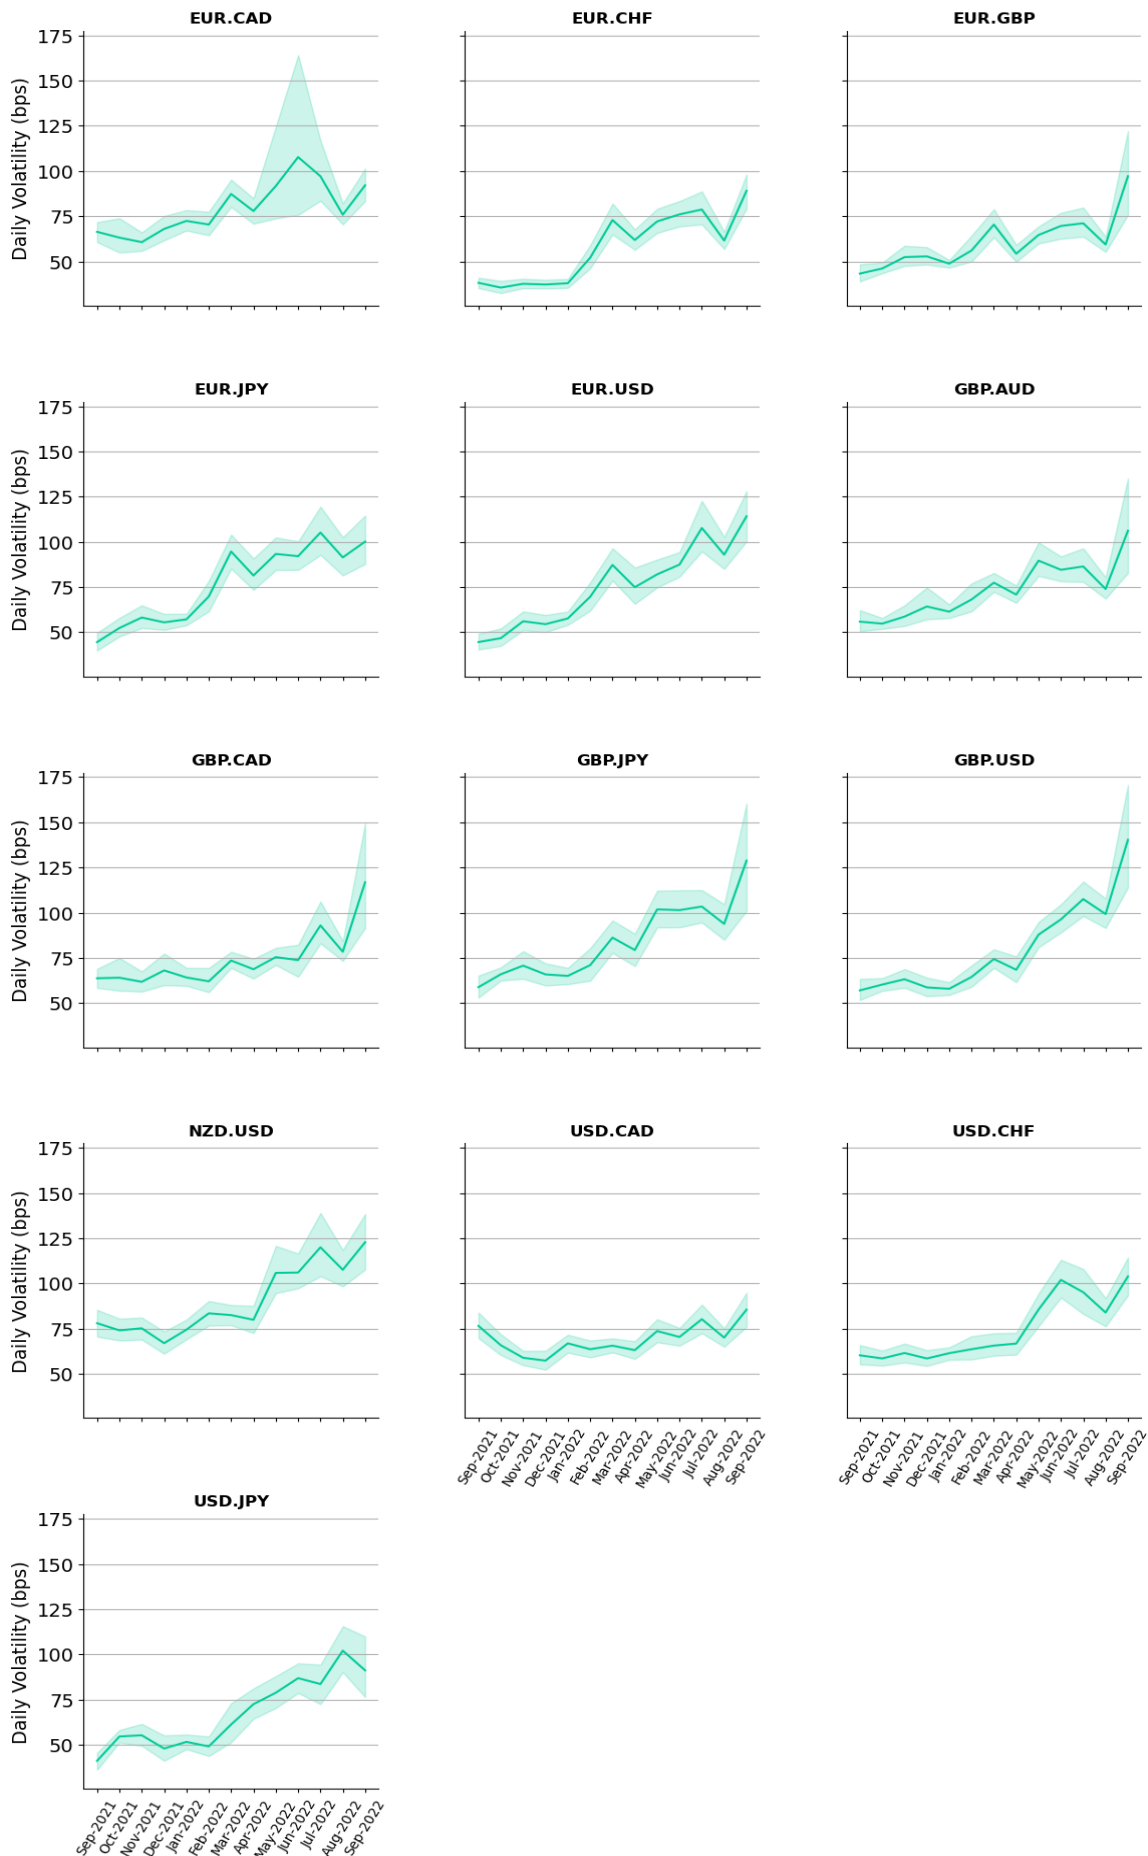 EUR.CAD
EUR.CHF
EUR.GBP
Daily Volatility (bps)
175
150
125
100
75
50
EUR.JPY
EUR.USD
GBP.AUD
Daily Volatility (bps)
175
150
125
100
75
50
GBP.CAD
GBP.JPY
GBP.USD
Daily Volatility (bps)
175
150
125
100
75
50
NZD.USD
USD.CAD
USD.CHF
Daily Volatility (bps)
175
150
125
100
75
50
Sep-2021
Oct-2021
Nov-2021
Dec-2021
Jan-2022
Feb-2022
Mar-2022
Apr-2022
May-2022
Jun-2022
Jul-2022
Aug-2022
Sep-2022
Sep-2021
Oct-2021
Nov-2021
Dec-2021
Jan-2022
Feb-2022
Mar-2022
Apr-2022
May-2022
Jun-2022
Jul-2022
Aug-2022
Sep-2022
USD.JPY
Daily Volatility (bps)
175
150
125
100
75
50
Sep-2021
Oct-2021
Nov-2021
Dec-2021
Jan-2022
Feb-2022
Mar-2022
Apr-2022
May-2022
Jun-2022
Jul-2022
Aug-2022
Sep-2022